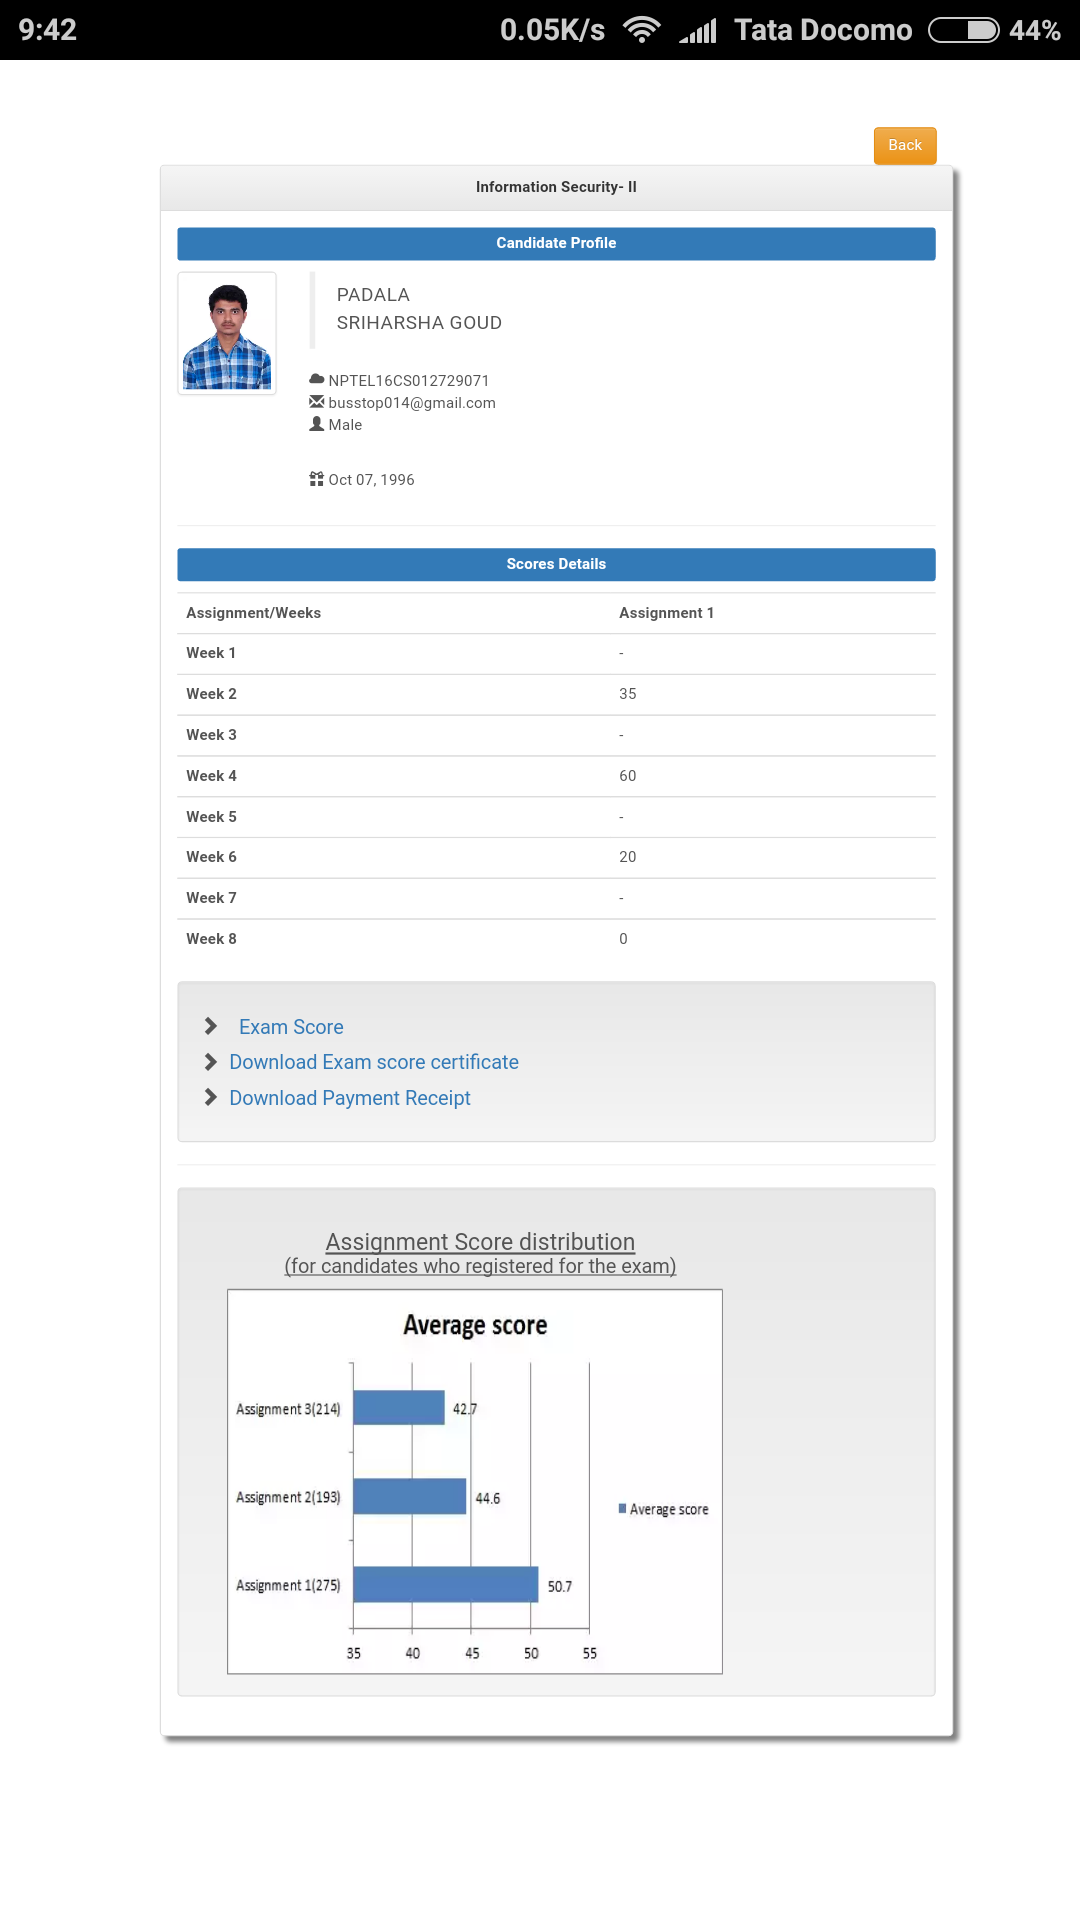 9:42 0.05K/s Tata Docomo 44%
Back
Information Security- II
Candidate Profile
PADALA
SRIHARSHA GOUD
NPTEL16CS012729071
busstop014@gmail.com
Male
Oct 07, 1996
Scores Details
Assignment/Weeks Assignment 1
Week 1 -
Week 2 35
Week 3 -
Week 4 60
Week 5 -
Week 6 20
Week 7 -
Week 8 0
Exam Score
Download Exam score certificate
Download Payment Receipt
Assignment Score distribution
(for candidates who registered for the exam)
Average score
Assignment 3(214) 42.7
Assignment 2(193) 44.6
Average score
Assignment 1(275) 50.7
35 40 45 50 55